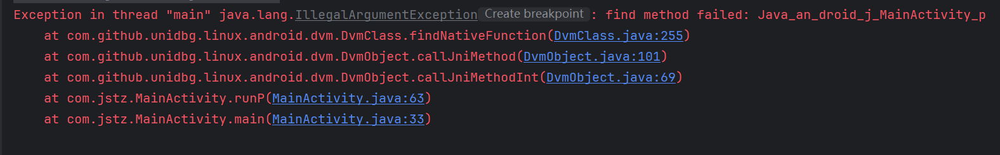 Exception in thread "main" java.lang.IllegalArgumentException Create breakpoint : find method failed: Java_an_droid_j_MainActivity_p
at com.github.unidbg.linux.android.dvm.DvmClass.findNativeFunction(DvmClass.java:255)
at com.github.unidbg.linux.android.dvm.DvmObject.callJniMethod(DvmObject.java:101)
at com.github.unidbg.linux.android.dvm.DvmObject.callJniMethodInt(DvmObject.java:69)
at com.jstz.MainActivity.runP(MainActivity.java:63)
at com.jstz.MainActivity.main(MainActivity.java:33)